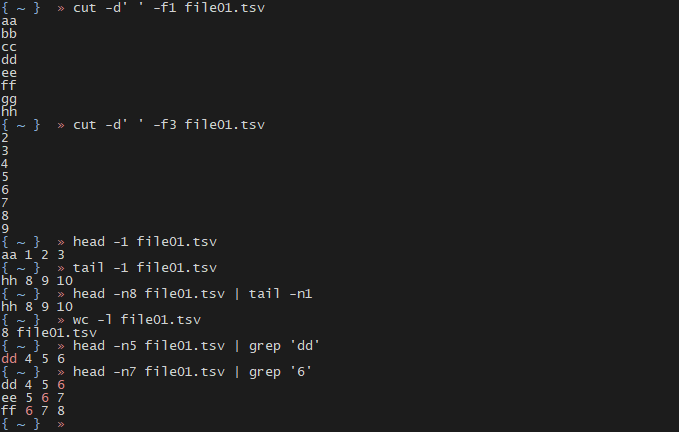 { ~ }  » cut -d' ' -f1 file01.tsv
aa
bb
cc
dd
ee
ff
gg
hh
{ ~ }  » cut -d' ' -f3 file01.tsv
2
3
4
5
6
7
8
9
{ ~ }  » head -1 file01.tsv
aa 1 2 3
{ ~ }  » tail -1 file01.tsv
hh 8 9 10
{ ~ }  » head -n8 file01.tsv | tail -n1
hh 8 9 10
{ ~ }  » wc -l file01.tsv
8 file01.tsv
{ ~ }  » head -n5 file01.tsv | grep 'dd'
dd 4 5 6
{ ~ }  » head -n7 file01.tsv | grep '6'
dd 4 5 6
ee 5 6 7
ff 6 7 8
{ ~ }  »